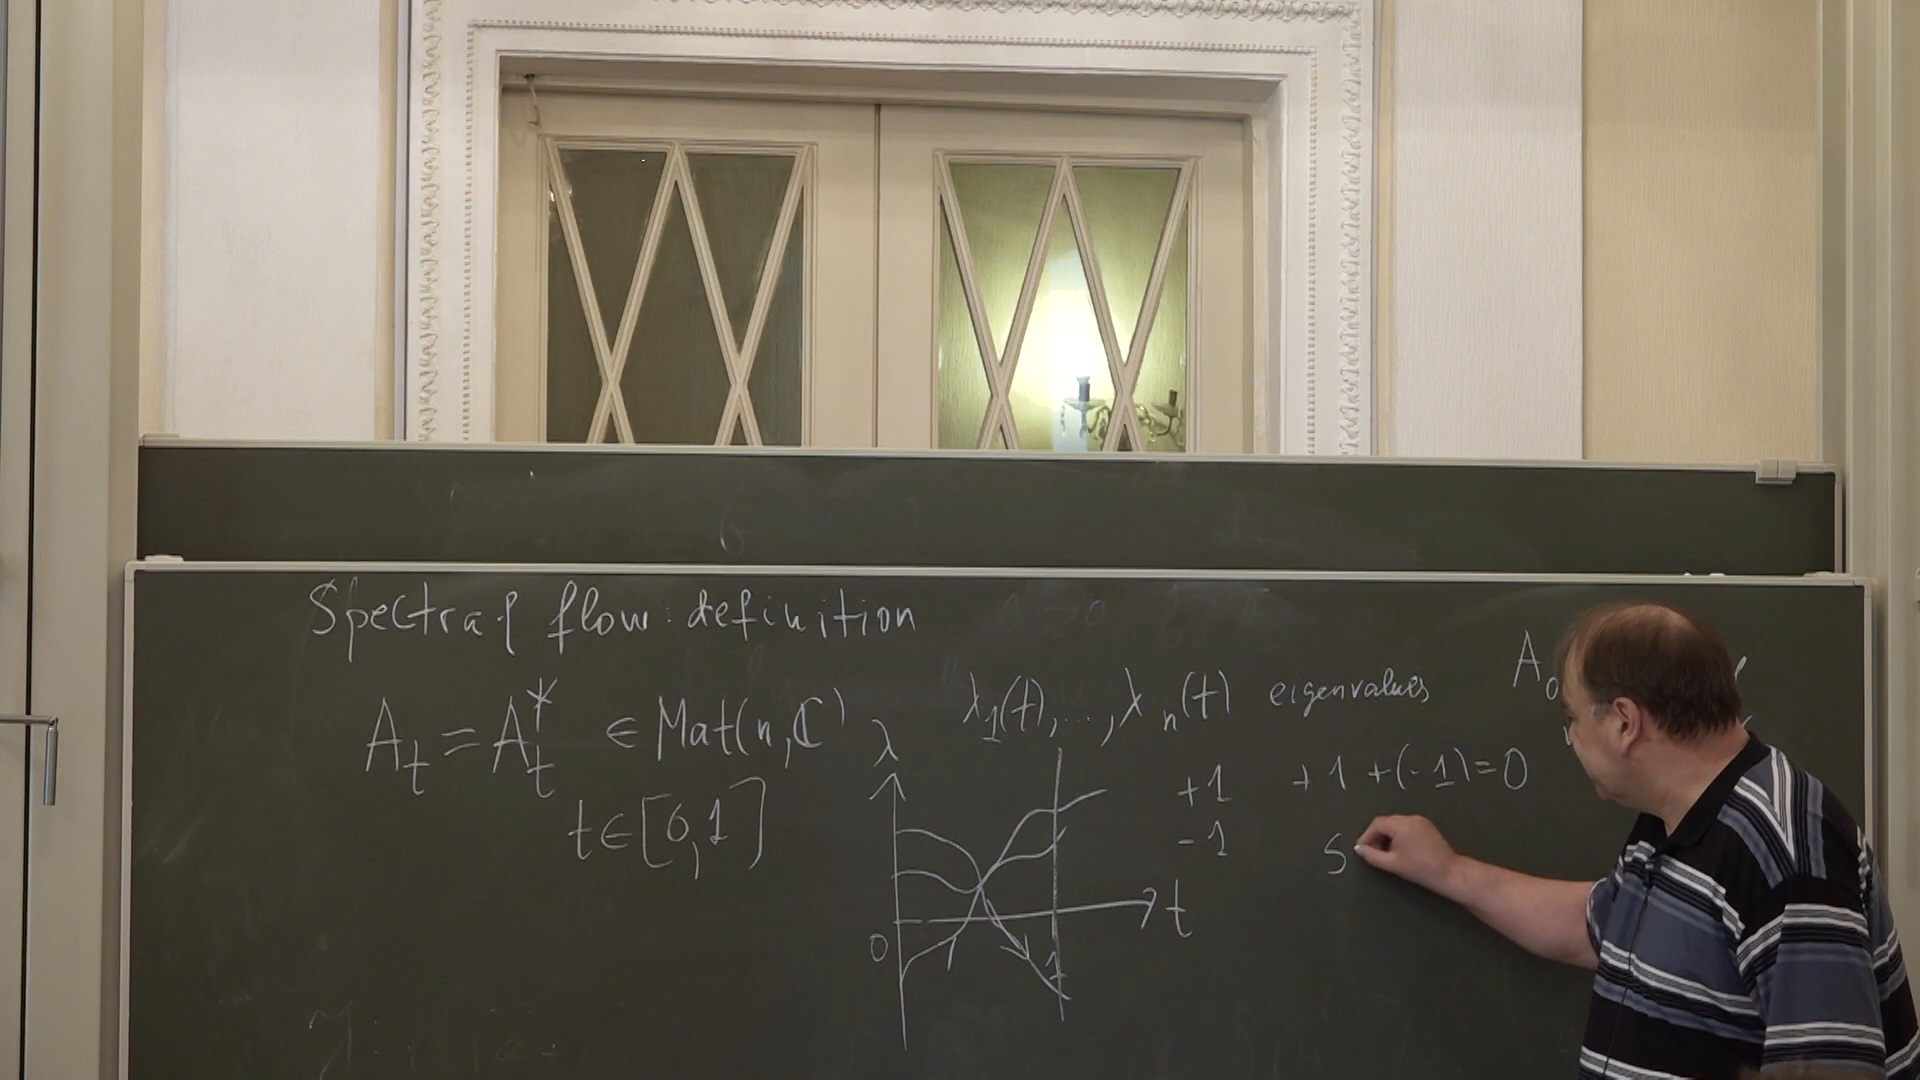 Spectral flow: definition
A_t = A_t^* ∈ Mat(n, ℂ)
t ∈ [0,1]
λ_1(t), ..., λ_n(t) eigenvalues
λ
0
1
t
+1
-1
+1 +(-1)=0
S
A_0